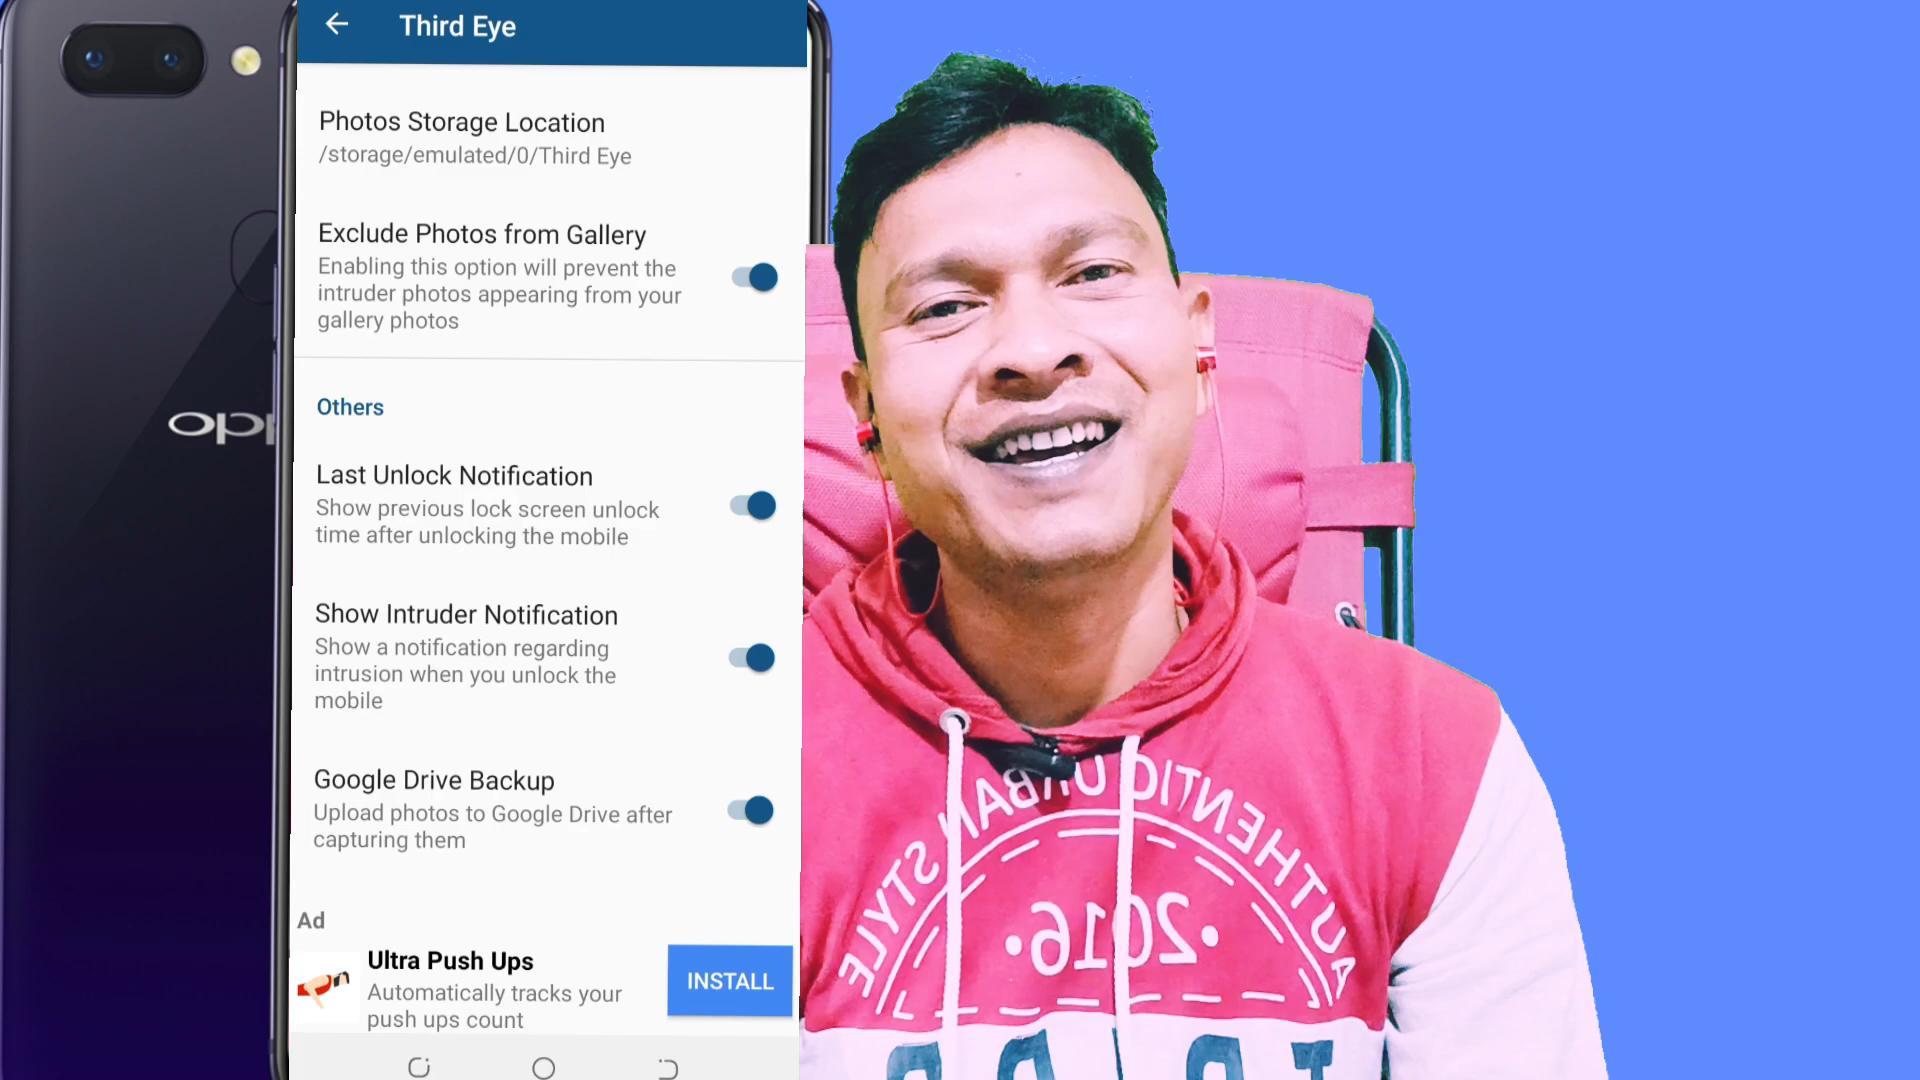 Third Eye
Photos Storage Location
/storage/emulated/0/Third Eye
Exclude Photos from Gallery
Enabling this option will prevent the
intruder photos appearing from your
gallery photos
Others
Last Unlock Notification
Show previous lock screen unlock
time after unlocking the mobile
Show Intruder Notification
Show a notification regarding
intrusion when you unlock the
mobile
Google Drive Backup
Upload photos to Google Drive after
capturing them
Ad
Ultra Push Ups
Automatically tracks your
push ups count
INSTALL
AUTHENTIC URBAN STYLE
•2016•